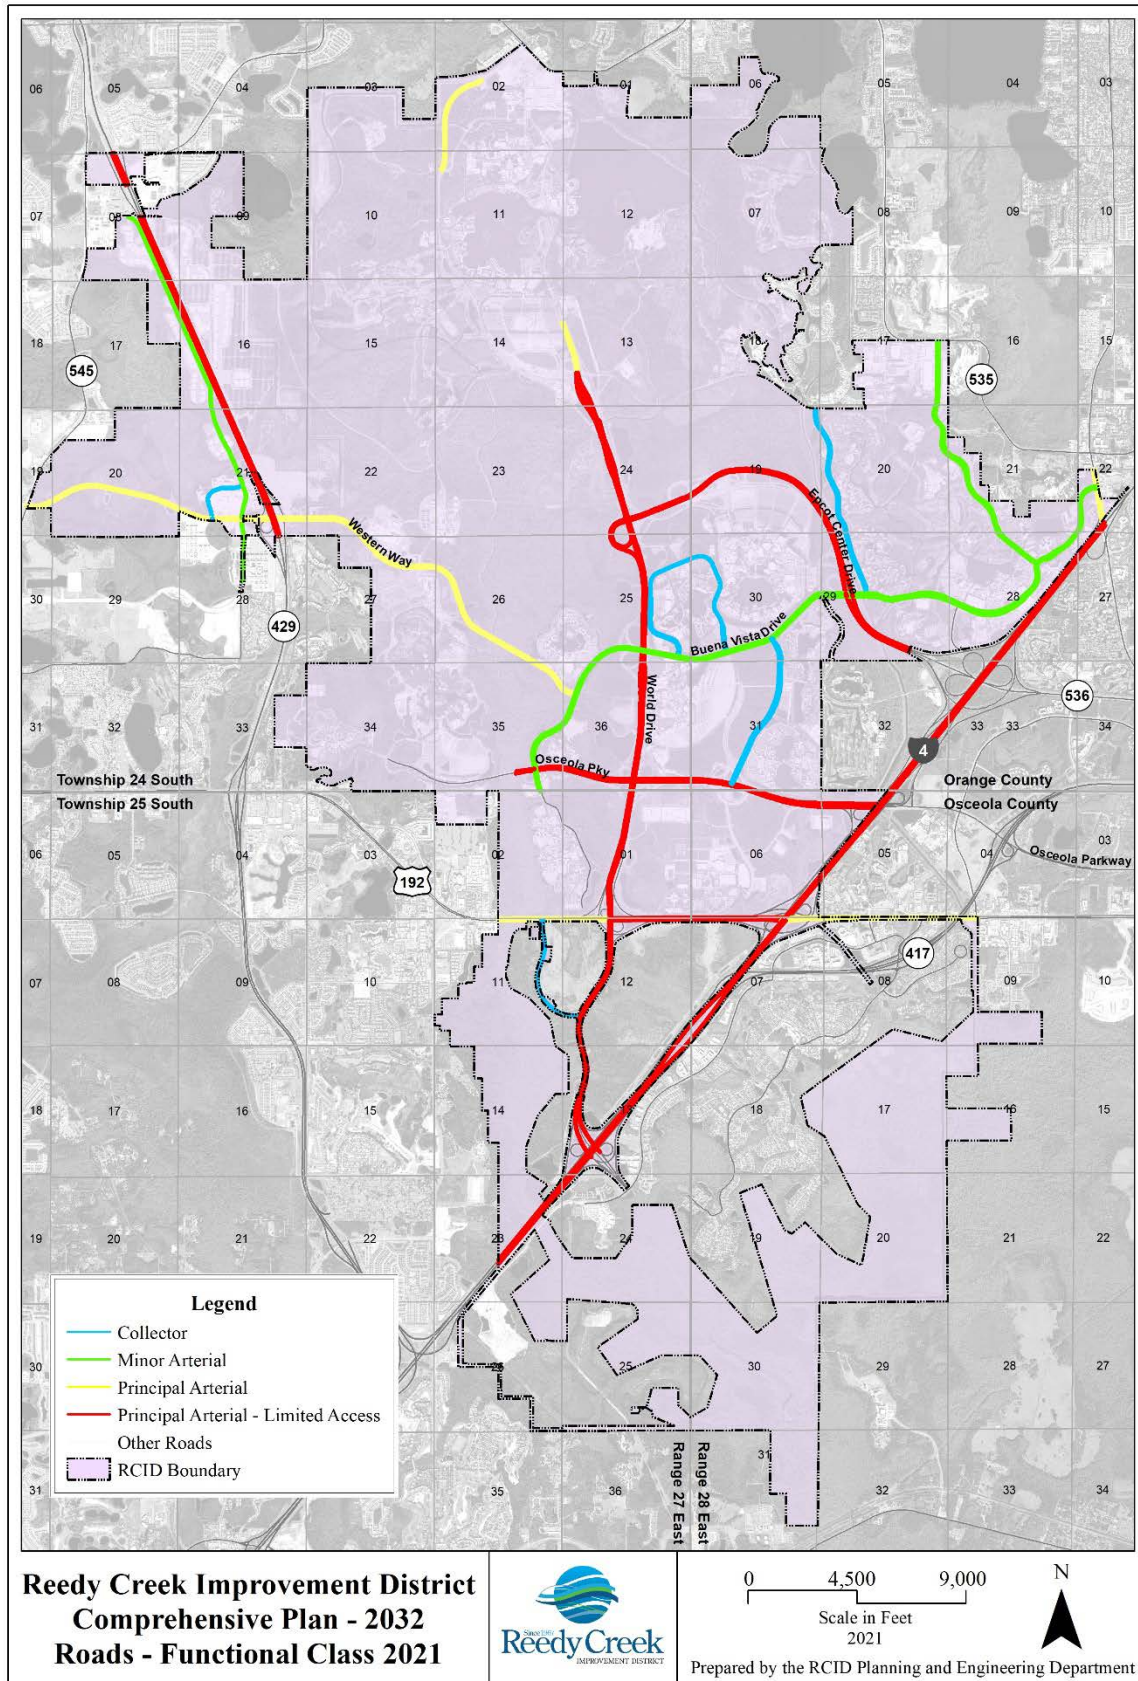 06 05 04 03 02 01 06 05 04 03
07 08 09 10 11 12 07 08 09 10
18 17 16 15 14 13 18 17 16 15
545
535
19 20 21 22 23 24 19 20 21 22
Epcot Center Drive
Western Way
30 29 28 27 26 25 30 29 28 27
429
Buena Vista Drive
World Drive
31 32 33 34 35 36 31 32 33 33 34
536
4
Osceola Pky
Township 24 South
Orange County
Township 25 South
Osceola County
06 05 04 03 02 01 06 05 04 03
Osceola Parkway
192
417
07 08 09 10 11 12 07 08 09 10
18 17 16 15 14 18 17 16 15
19 20 21 22 23 24 19 20 21 22
30 25 30 29 28 27
31 35 36 31 32 33 34
Range 27 East
Range 28 East
Legend
Collector
Minor Arterial
Principal Arterial
Principal Arterial - Limited Access
Other Roads
RCID Boundary
Reedy Creek Improvement District
Comprehensive Plan - 2032
Roads - Functional Class 2021
Since 1967
Reedy Creek
IMPROVEMENT DISTRICT
0 4,500 9,000
Scale in Feet
2021
N
Prepared by the RCID Planning and Engineering Department